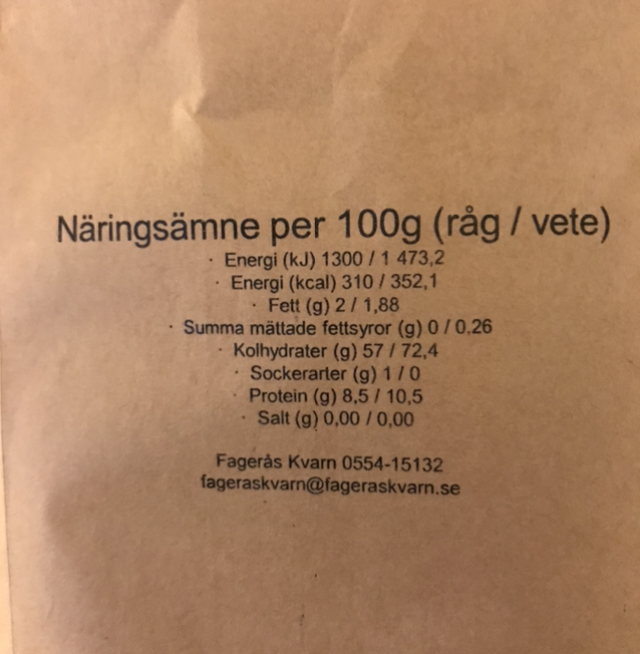 Näringsämne per 100g (råg / vete)
· Energi (kJ) 1300 / 1 473,2
· Energi (kcal) 310 / 352,1
· Fett (g) 2 / 1,88
· Summa mättade fettsyror (g) 0 / 0,26
· Kolhydrater (g) 57 / 72,4
· Sockerarter (g) 1 / 0
· Protein (g) 8,5 / 10,5
· Salt (g) 0,00 / 0,00
Fagerås Kvarn 0554-15132
fageraskvarn@fageraskvarn.se